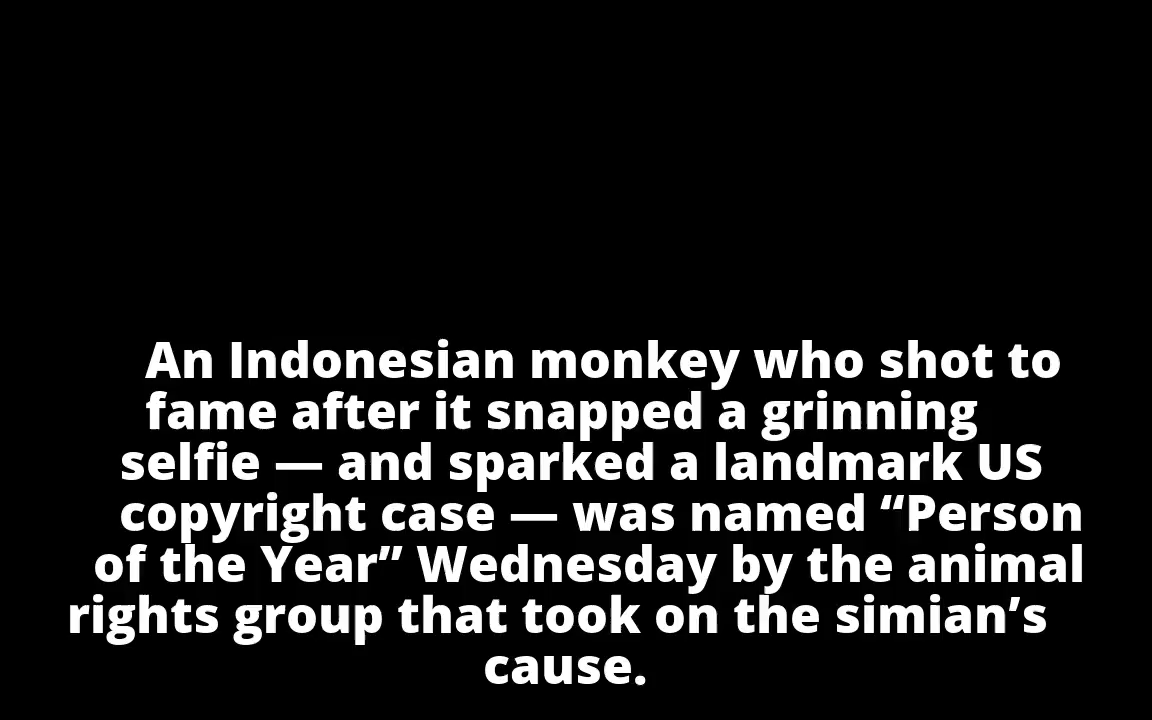 An Indonesian monkey who shot to
fame after it snapped a grinning
selfie — and sparked a landmark US
copyright case — was named “Person
of the Year” Wednesday by the animal
rights group that took on the simian’s
cause.